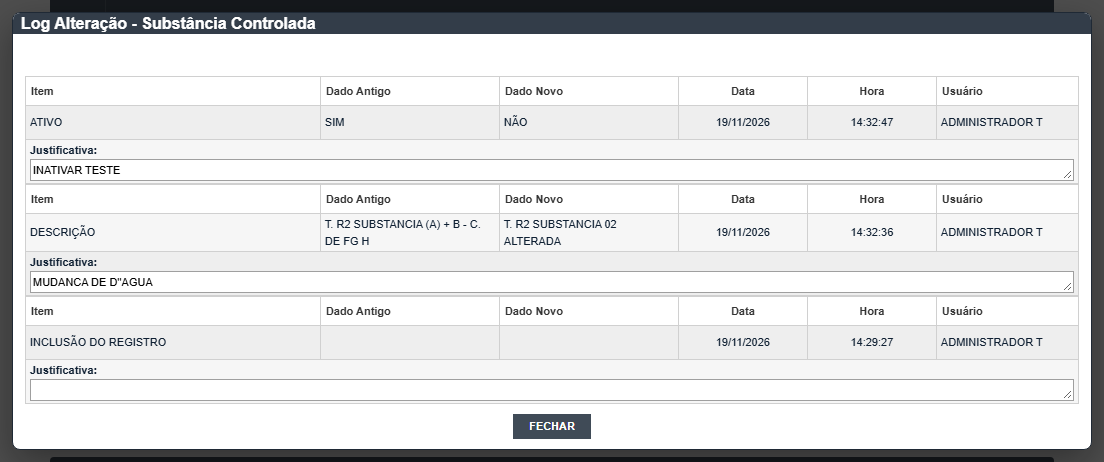 Log Alteração - Substância Controlada
Item Dado Antigo Dado Novo Data Hora Usuário
ATIVO SIM NÃO 19/11/2026 14:32:47 ADMINISTRADOR T
Justificativa:
INATIVAR TESTE
Item Dado Antigo Dado Novo Data Hora Usuário
DESCRIÇÃO T. R2 SUBSTANCIA (A) + B - C. DE FG H T. R2 SUBSTANCIA 02 ALTERADA 19/11/2026 14:32:36 ADMINISTRADOR T
Justificativa:
MUDANCA DE D"AGUA
Item Dado Antigo Dado Novo Data Hora Usuário
INCLUSÃO DO REGISTRO 19/11/2026 14:29:27 ADMINISTRADOR T
Justificativa:
FECHAR